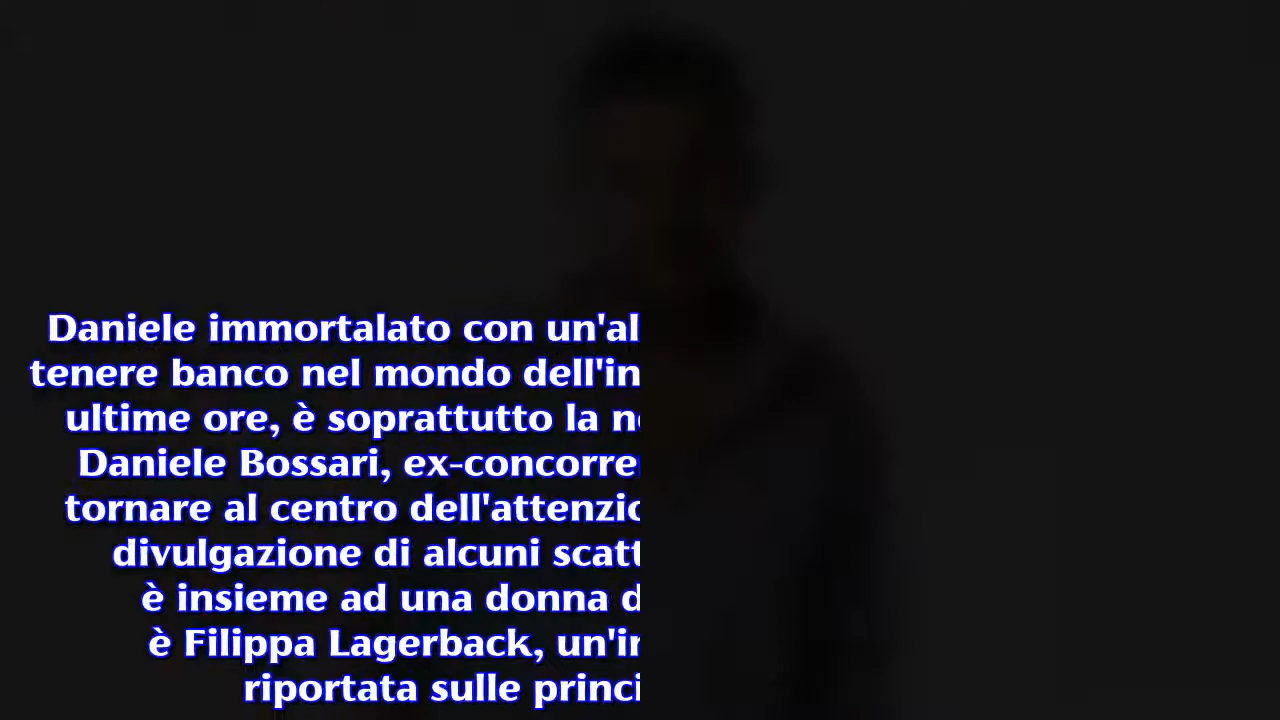 Daniele immortalato con un'al
tenere banco nel mondo dell'in
ultime ore, è soprattutto la
Daniele Bossari, ex-concorre
tornare al centro dell'attenzio
divulgazione di alcuni scatt
è insieme ad una donna d
è Filippa Lagerback, un'in
riportata sulle princi